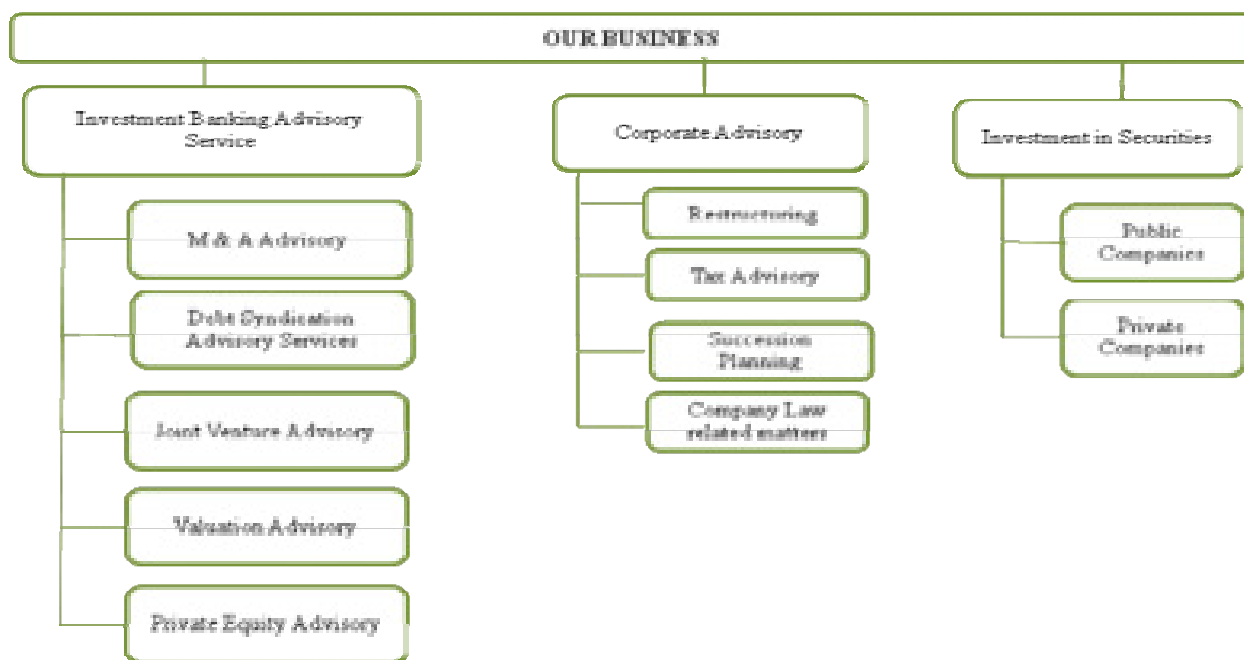 OUR BUSINESS
Investment Banking Advisory
Service
M & A Advisory
Debt Syndication
Advisory Services
Joint Venture Advisory
Valuation Advisory
Private Equity Advisory
Corporate Advisory
Restructuring
Tax Advisory
Succession
Planning
Company Law
related matters
Investment in Securities
Public
Companies
Private
Companies